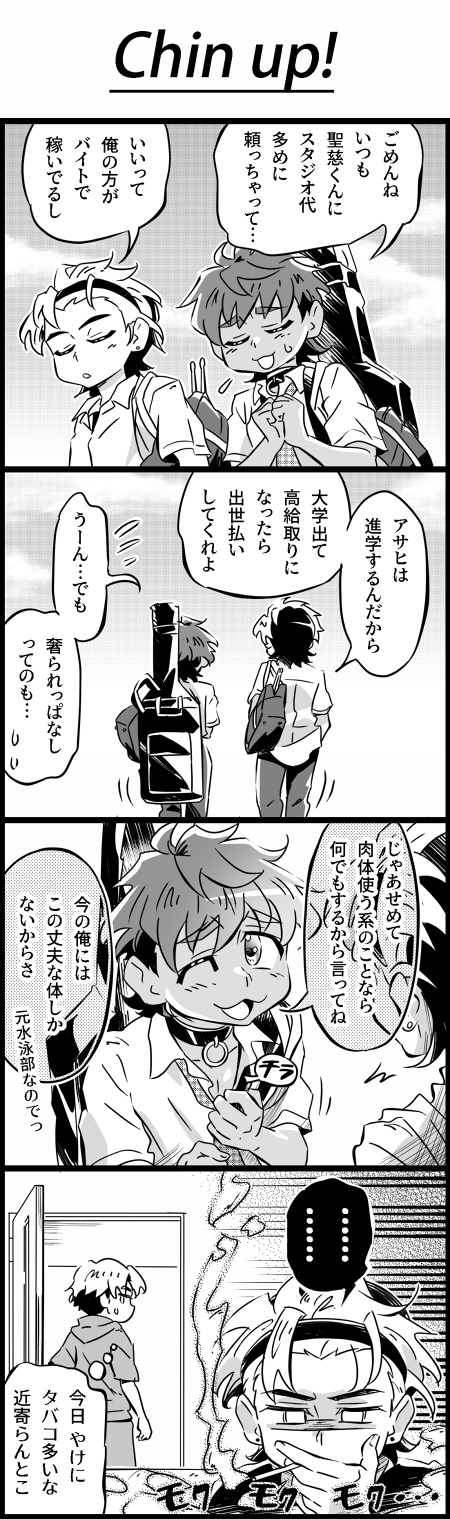 Chin up!
ごめんね
いつも
聖慈くんに
スタジオ代
多めに
頼っちゃって…
いいって
俺の方が
バイトで
稼いでるし
アサヒは
進学するんだから
大学出て
高給取りに
なったら
出世払い
してくれよ
うーん…でも
奢られっぱなし
ってのも…
じゃあせめて
肉体使う系のことなら
何でもするから言ってね
チラ
今の俺には
この丈夫な体しか
ないからさ
元水泳部なのでっ
………
モク モク モク・・・・
今日 やけに
タバコ多いな
近寄らんとこ